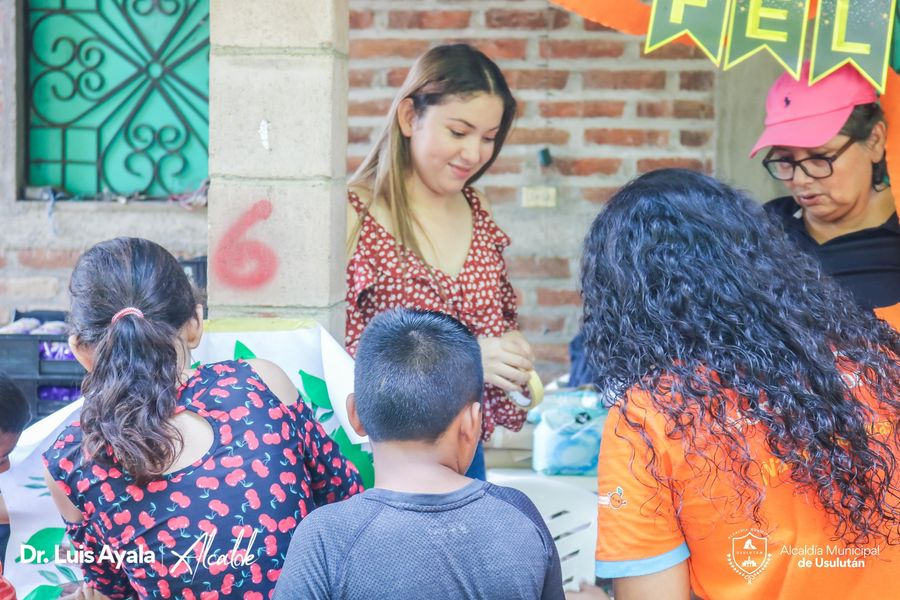 FEL
6
Dr. Luis Ayala | Alcalde
Alcaldía Municipal
de Usulután